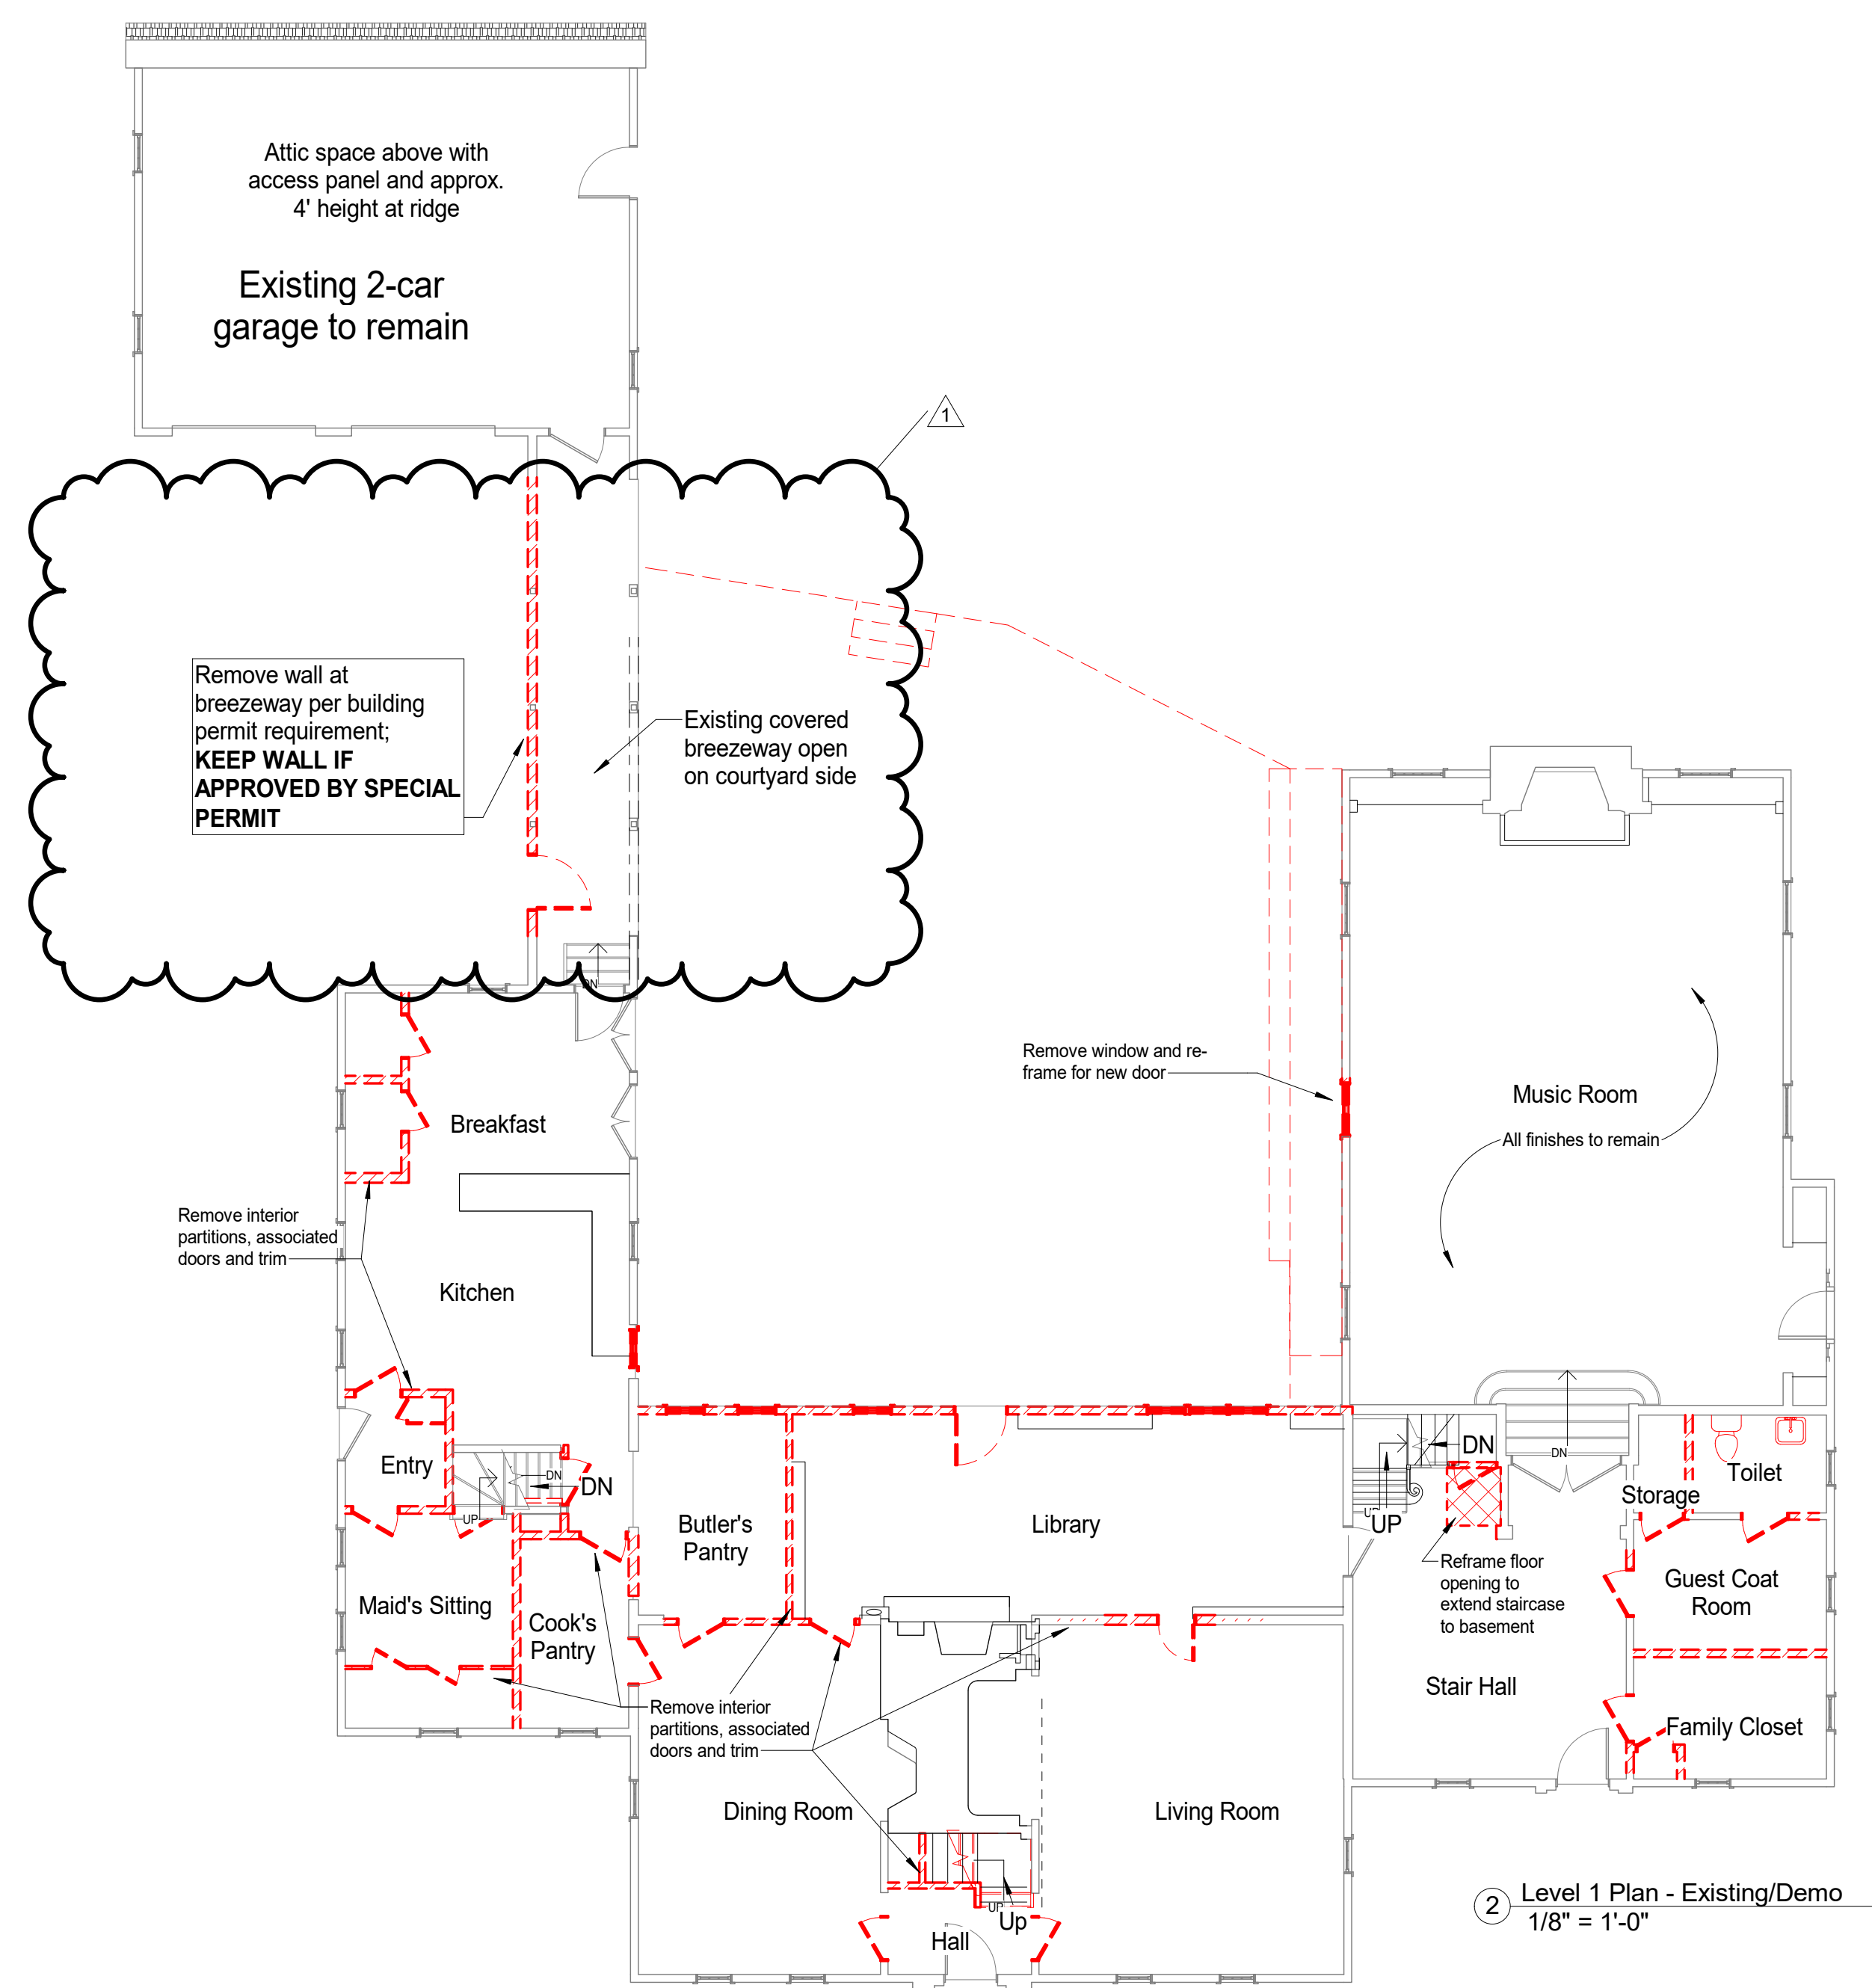 Attic space above with
access panel and approx.
4' height at ridge
Existing 2-car
garage to remain
1
Remove wall at
breezeway per building
permit requirement;
KEEP WALL IF
APPROVED BY SPECIAL
PERMIT
Existing covered
breezeway open
on courtyard side
DN
Remove window and re-
frame for new door
Music Room
All finishes to remain
Breakfast
Remove interior
partitions, associated
doors and trim
Kitchen
Entry
DN
DN
UP
Butler's
Pantry
Library
UP
UP
DN
DN
Storage
Toilet
Reframe floor
opening to
extend staircase
to basement
Guest Coat
Room
Maid's Sitting
Cook's
Pantry
Stair Hall
Family Closet
Remove interior
partitions, associated
doors and trim
Dining Room
Living Room
UP
Up
Hall
2
Level 1 Plan - Existing/Demo
1/8" = 1'-0"